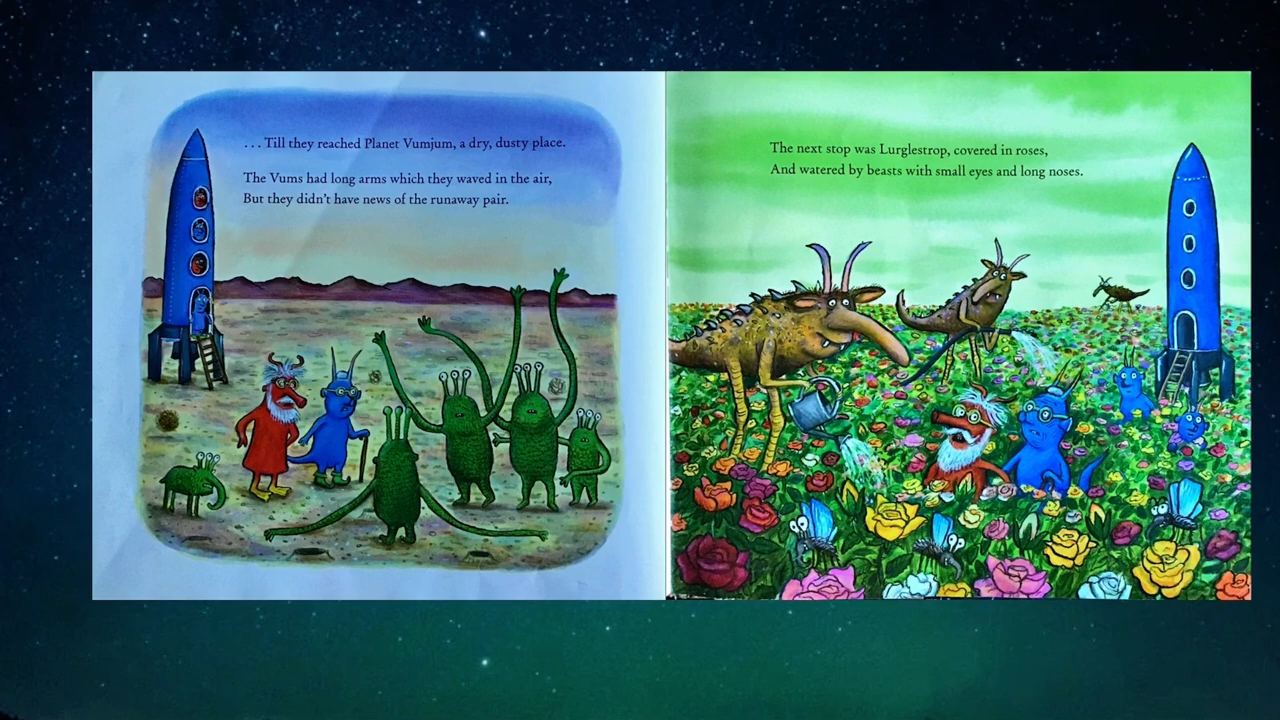 . . . Till they reached Planet Vumjum, a dry, dusty place.
The Vums had long arms which they waved in the air,
But they didn't have news of the runaway pair.
The next stop was Lurglestrop, covered in roses,
And watered by beasts with small eyes and long noses.